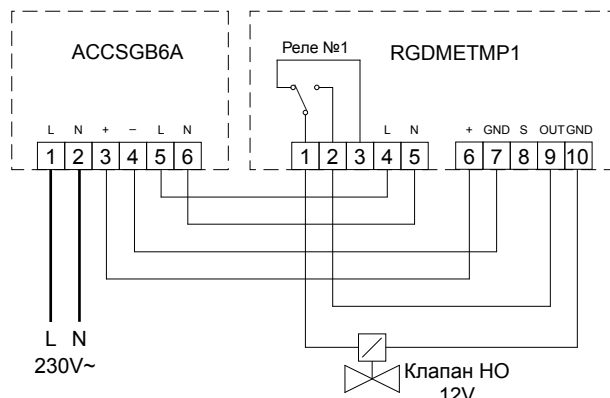 ACCSGB6A
Реле №1
RGDMETMP1
L N + – L N
1 2 3 4 5 6
L N + GND S OUT GND
1 2 3 4 5 6 7 8 9 10
L N
230V~
Клапан НО
12V